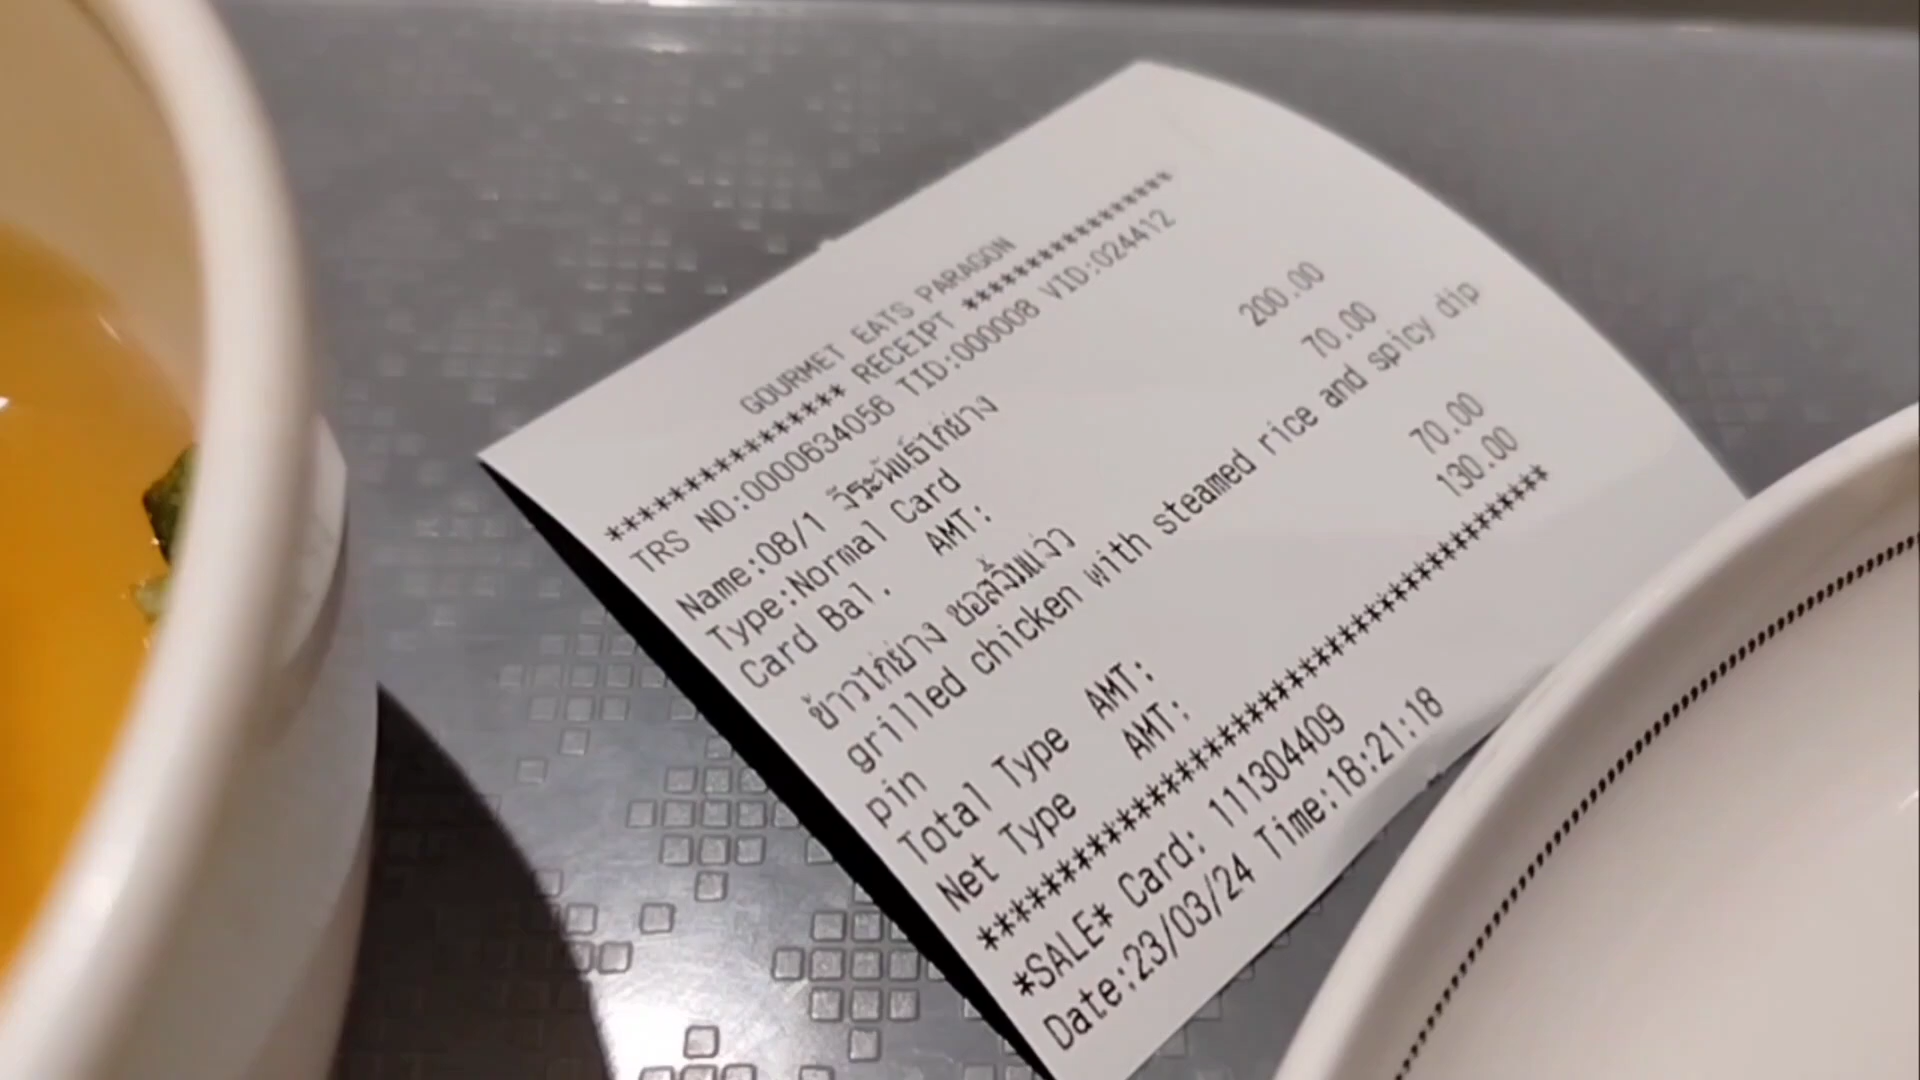 GOURMET EATS PARAGON
**************** RECEIPT ****************
TRS NO:0000634056 TID:000008 VID:024412
Name:08/1 วีระพันธ์ไก่ย่าง
Type:Normal Card
Card Bal. AMT: 200.00
ข้าวไก่ย่าง ซอสจิ้มแจ่ว 70.00
grilled chicken with steamed rice and spicy dip
pin
Total Type AMT: 70.00
Net Type AMT: 130.00
******************************************
*SALE* Card: 111304409
Date:23/03/24 Time:18:21:18